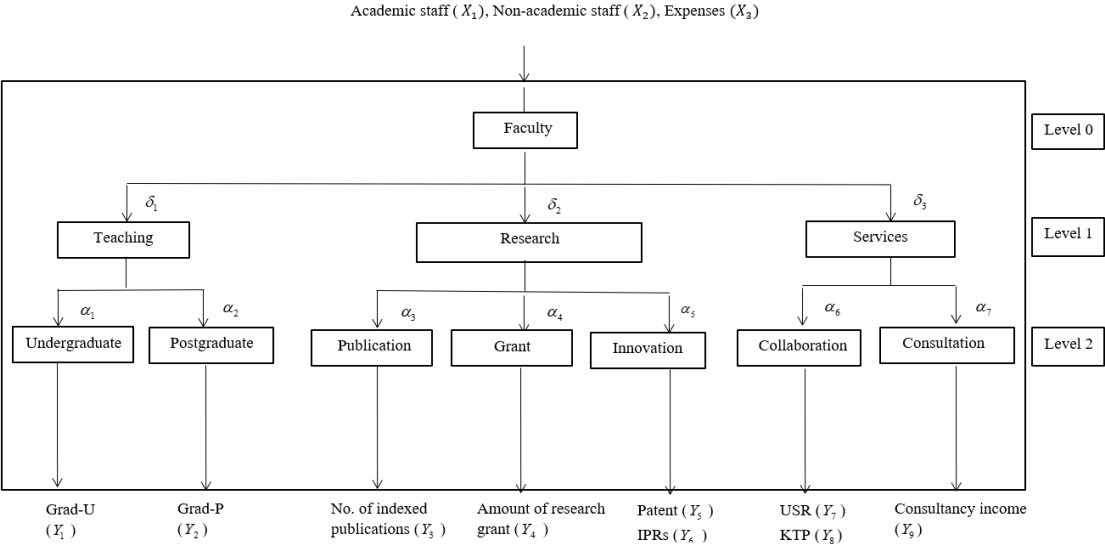 Academic staff (X₁), Non-academic staff (X₂), Expenses (X₃)
Faculty
Level 0
δ₁
δ₂
δ₃
Teaching
Research
Services
Level 1
α₁
α₂
α₃
α₄
α₅
α₆
α₇
Undergraduate
Postgraduate
Publication
Grant
Innovation
Collaboration
Consultation
Level 2
Grad-U
(Y₁)
Grad-P
(Y₂)
No. of indexed
publications (Y₃)
Amount of research
grant (Y₄)
Patent (Y₅)
IPRs (Y₆)
USR (Y₇)
KTP (Y₈)
Consultancy income
(Y₉)